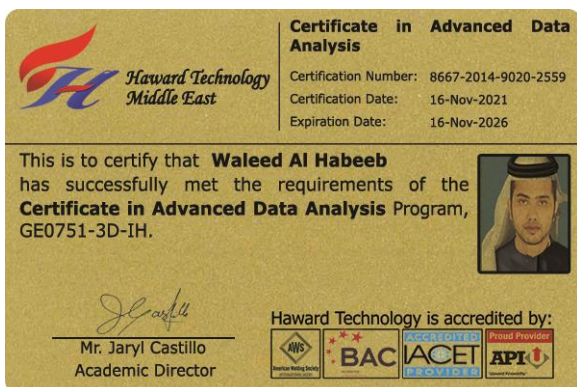 Haward Technology
Middle East
Certificate in Advanced Data
Analysis
Certification Number: 8667-2014-9020-2559
Certification Date: 16-Nov-2021
Expiration Date: 16-Nov-2026
This is to certify that Waleed Al Habeeb
has successfully met the requirements of the
Certificate in Advanced Data Analysis Program,
GE0751-3D-IH.
Mr. Jaryl Castillo
Academic Director
Haward Technology is accredited by:
AWS
American Welding Society
BAC
ACCREDITED
IACET
PROVIDER
Proud Provider
API U